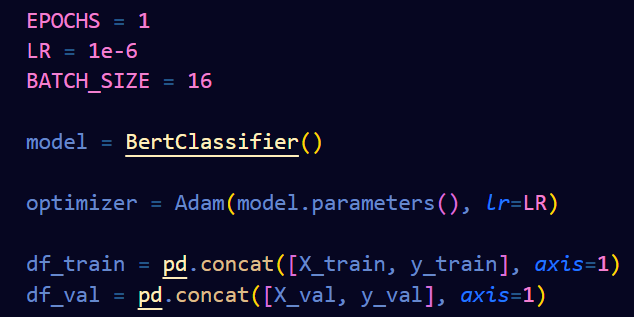 EPOCHS = 1
LR = 1e-6
BATCH_SIZE = 16
model = BertClassifier()
optimizer = Adam(model.parameters(), lr=LR)
df_train = pd.concat([X_train, y_train], axis=1)
df_val = pd.concat([X_val, y_val], axis=1)